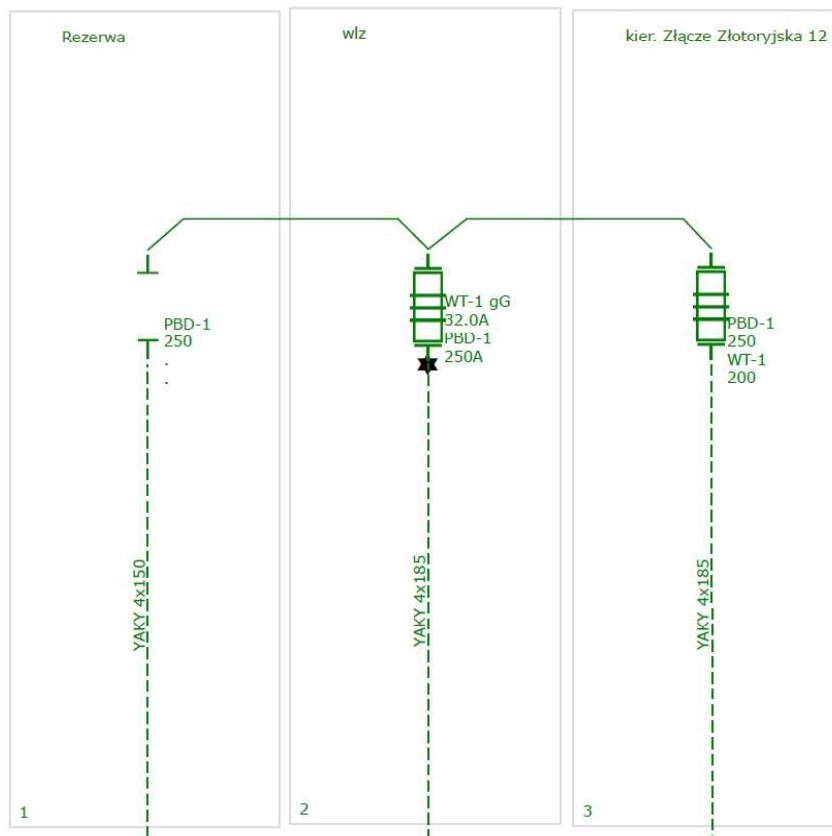 Rezerwa
wlz
kier. Złącze Złotoryjska 12
PBD-1
250
.
.
WT-1 gG
32.0A
PBD-1
250A
PBD-1
250
WT-1
200
YAKY 4x150
YAKY 4x185
YAKY 4x185
1
2
3